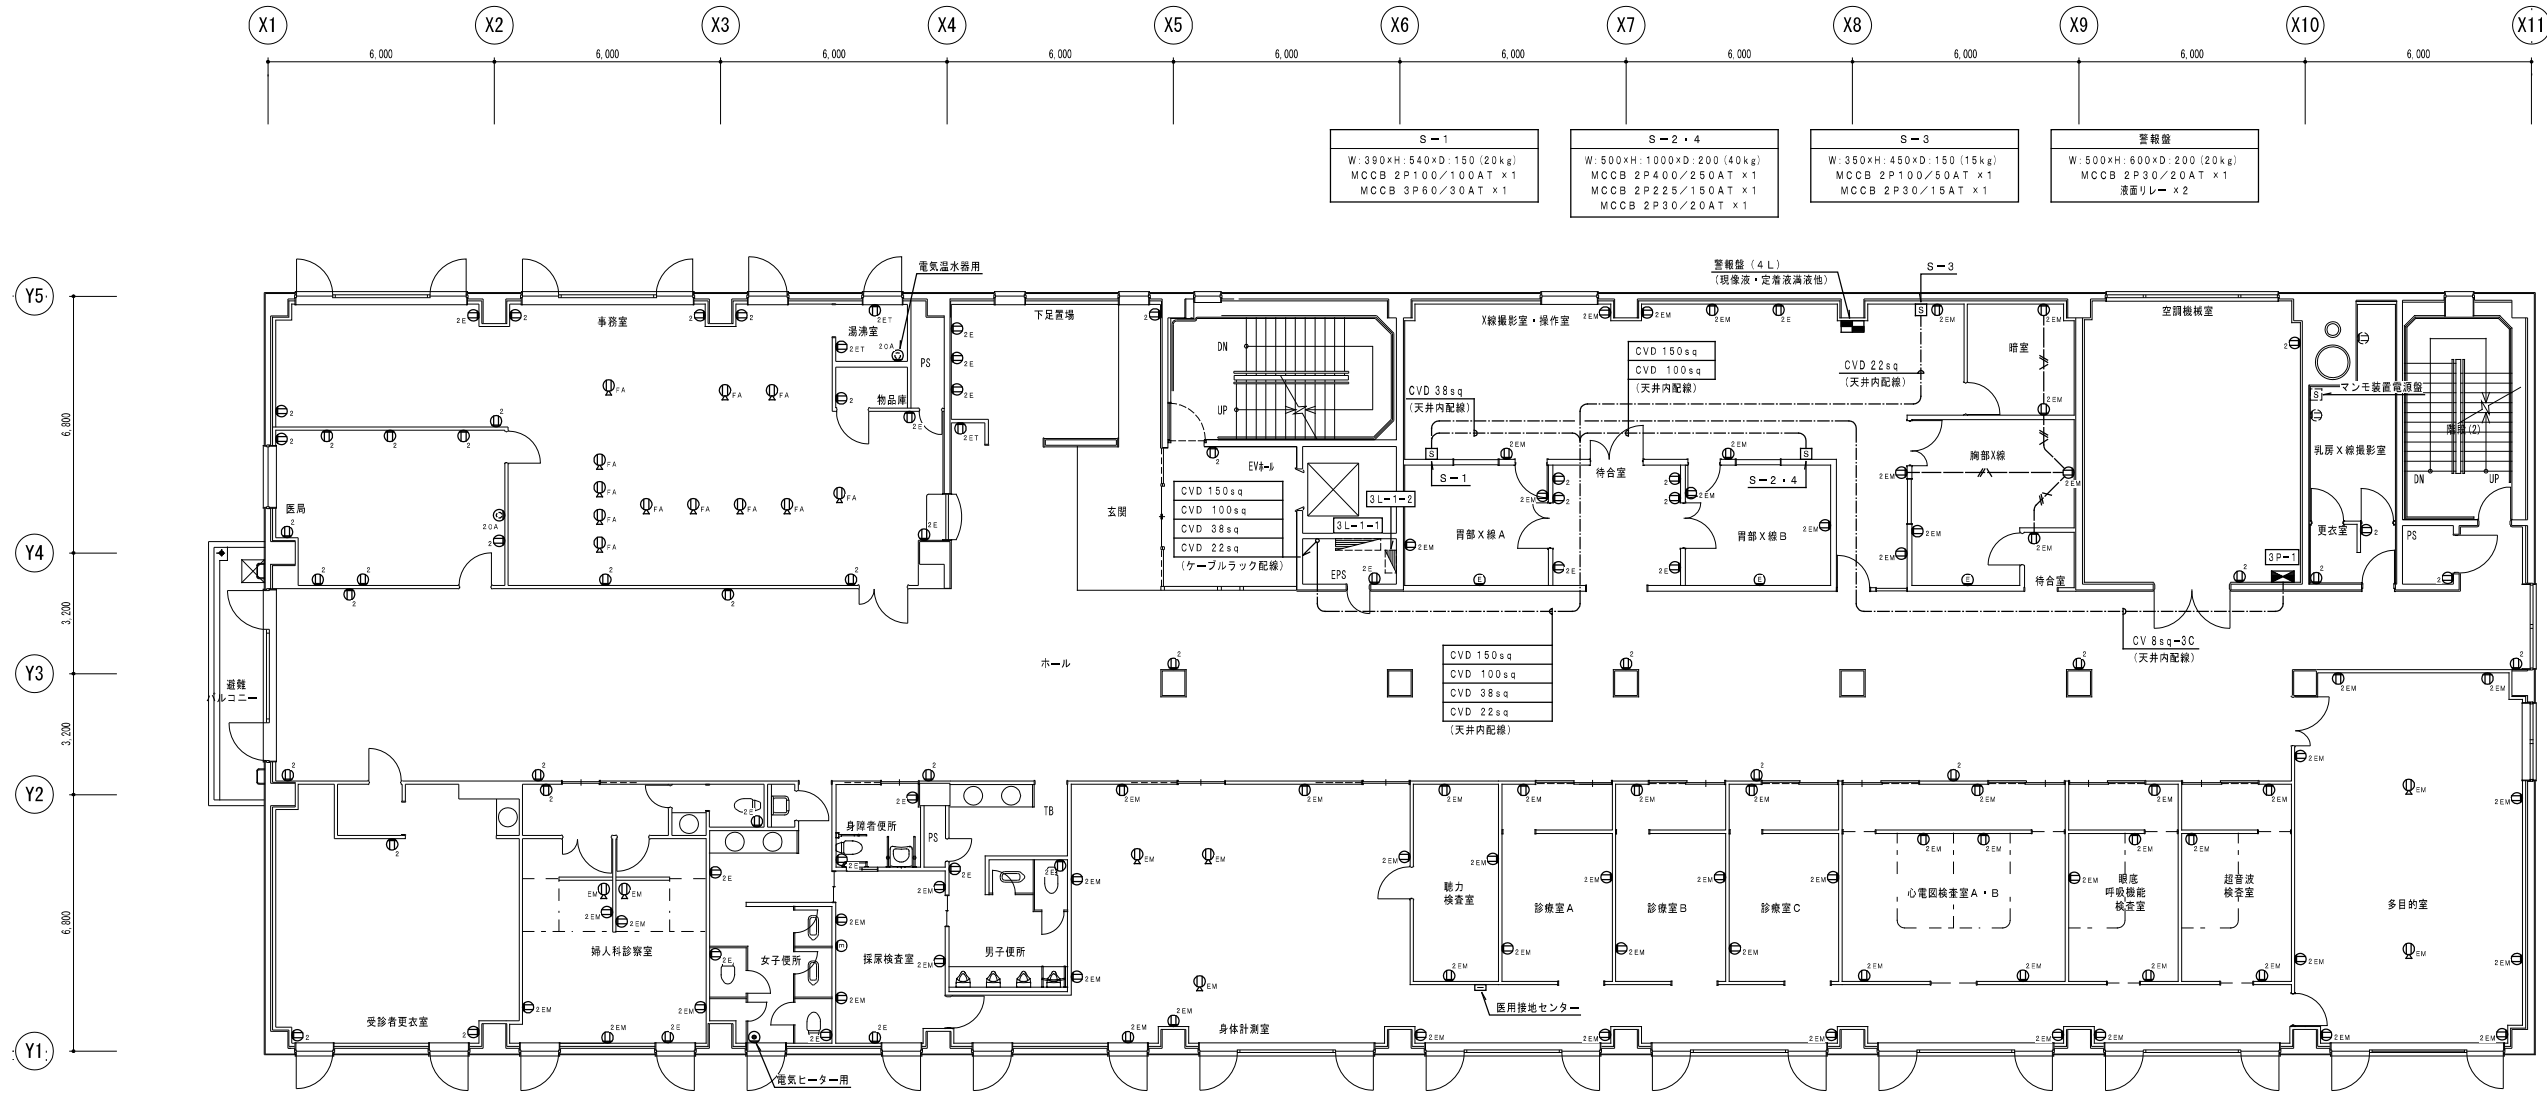 X1 X2 X3 X4 X5 X6 X7 X8 X9 X10 X11
6,000 6,000 6,000 6,000 6,000 6,000 6,000 6,000 6,000 6,000
S-1
W:390×H:540×D:150(20kg)
MCCB 2P100/100AT ×1
MCCB 3P60/30AT ×1
S-2・4
W:500×H:1000×D:200(40kg)
MCCB 2P400/250AT ×1
MCCB 2P225/150AT ×1
MCCB 2P30/20AT ×1
S-3
W:350×H:450×D:150(15kg)
MCCB 2P100/50AT ×1
MCCB 2P30/15AT ×1
警報盤
W:500×H:600×D:200(20kg)
MCCB 2P30/20AT ×1
液面リレー ×2
Y5
Y4
Y3
Y2
Y1
6,800
3,200
3,200
6,800
電気温水器用
警報盤(4L)
(現像液・定着液満液他)
S-3
事務室
湯沸室
PS
物品庫
下足置場
DN
UP
X線撮影室・操作室
CVD 150sq
CVD 100sq
(天井内配線)
CVD 38sq
(天井内配線)
CVD 22sq
(天井内配線)
暗室
空調機械室
マンモ装置電源盤
階段(2)
乳房X線撮影室
DN
UP
医局
玄関
EVホール
CVD 150sq
CVD 100sq
CVD 38sq
CVD 22sq
(ケーブルラック配線)
3L-1-2
3L-1-1
EPS
S-1
待合室
S-2・4
胃部X線A
胃部X線B
胸部X線
待合室
3P-1
更衣室
PS
避難
バルコニー
ホール
CVD 150sq
CVD 100sq
CVD 38sq
CVD 22sq
(天井内配線)
CV 8sq-3C
(天井内配線)
身障者便所
PS
TB
聴力
検査室
診療室A
診療室B
診療室C
心電図検査室A・B
眼底
呼吸機能
検査室
超音波
検査室
多目的室
婦人科診察室
女子便所
採尿検査室
男子便所
受診者更衣室
身体計測室
医用接地センター
電気ヒーター用